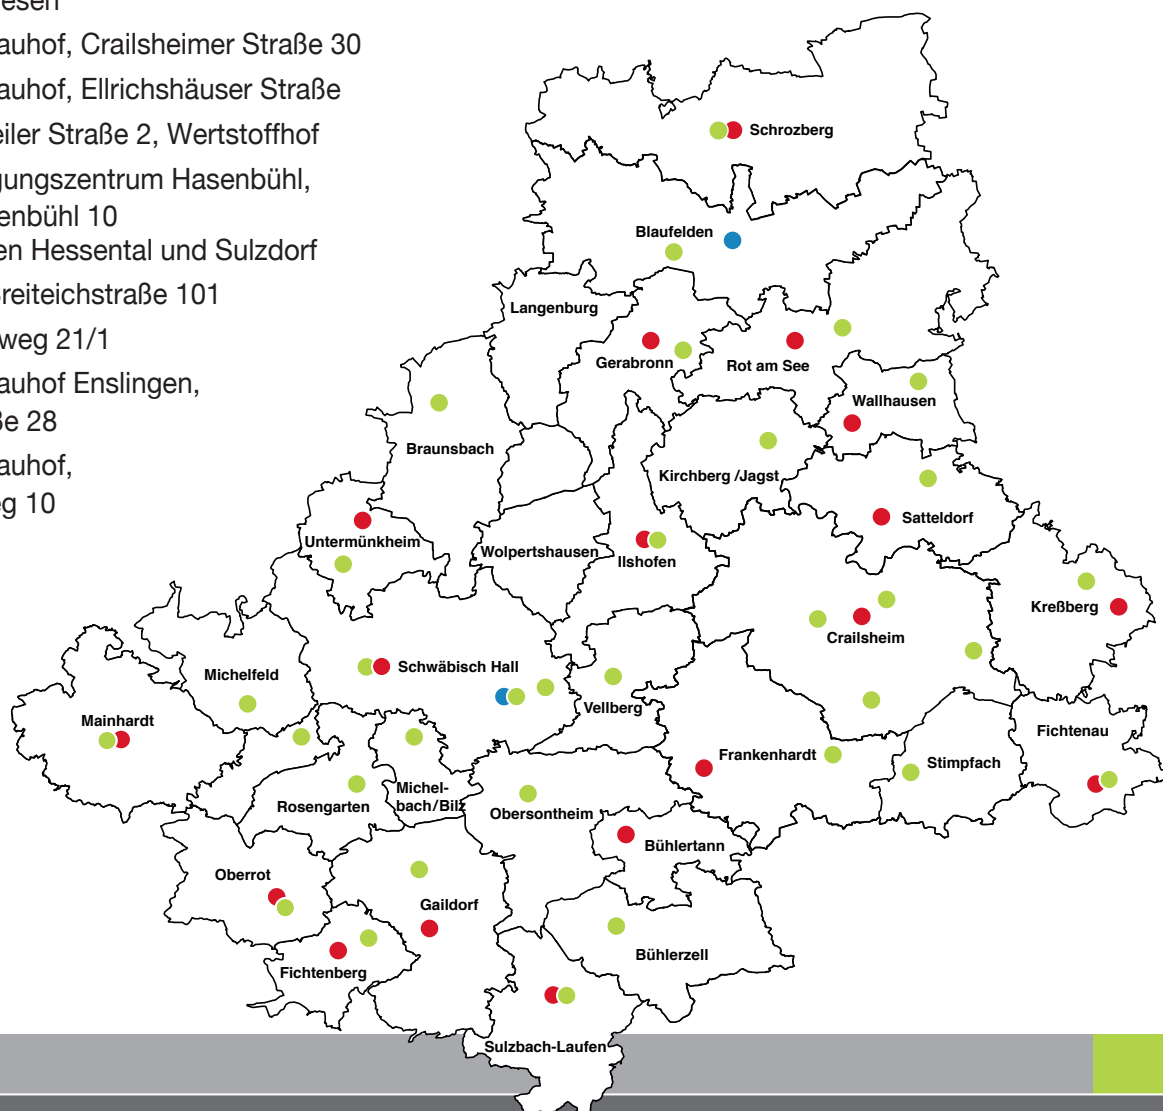 esen
auhof, Crailsheimer Straße 30
auhof, Ellrichshäuser Straße
eiler Straße 2, Wertstoffhof
gungszentrum Hasenbühl,
enbühl 10
en Hessental und Sulzdorf
Breiteichstraße 101
weg 21/1
auhof Enslingen,
ße 28
auhof,
eg 10
Schrozberg
Blaufelden
Langenburg
Gerabronn
Rot am See
Wallhausen
Braunsbach
Kirchberg /Jagst
Satteldorf
Untermünkheim
Wolpertshausen
Ilshofen
Kreßberg
Crailsheim
Schwäbisch Hall
Michelfeld
Vellberg
Mainhardt
Fichtenau
Frankenhardt
Stimpfach
Michel-
bach/Bilz
Rosengarten
Obersontheim
Bühlertann
Oberrot
Gaildorf
Bühlerzell
Fichtenberg
Sulzbach-Laufen